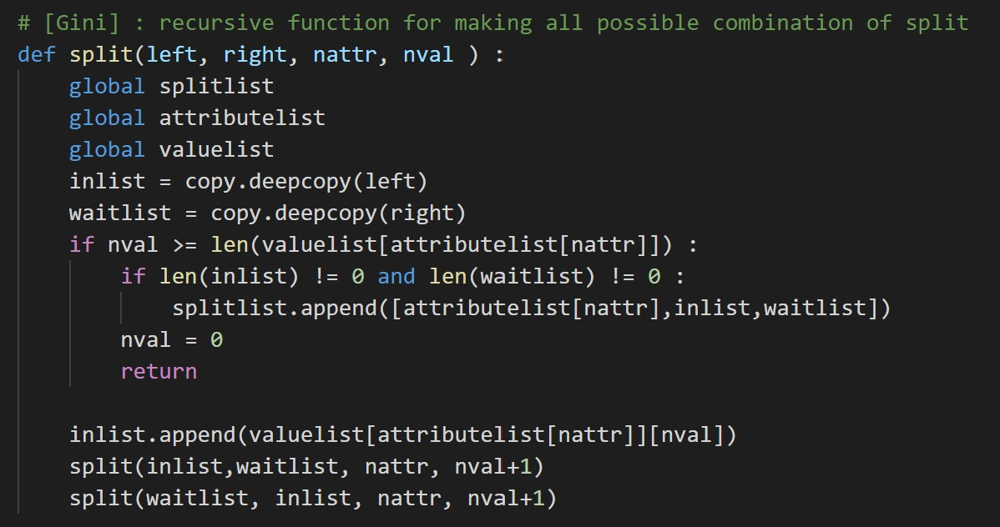 # [Gini] : recursive function for making all possible combination of split
def split(left, right, nattr, nval ) :
    global splitlist
    global attributelist
    global valuelist
    inlist = copy.deepcopy(left)
    waitlist = copy.deepcopy(right)
    if nval >= len(valuelist[attributelist[nattr]]) :
        if len(inlist) != 0 and len(waitlist) != 0 :
            splitlist.append([attributelist[nattr],inlist,waitlist])
        nval = 0
        return

    inlist.append(valuelist[attributelist[nattr]][nval])
    split(inlist,waitlist, nattr, nval+1)
    split(waitlist, inlist, nattr, nval+1)